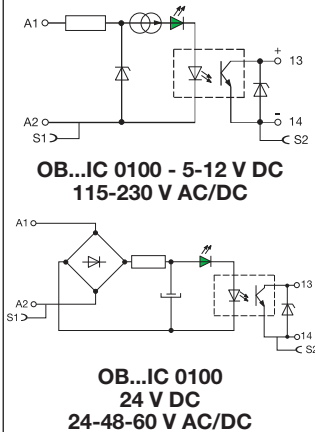 A1
+
13
A2
-
14
S1
S2
OB...IC 0100 - 5-12 V DC
115-230 V AC/DC
A1
13
A2
S1
14
S2
OB...IC 0100
24 V DC
24-48-60 V AC/DC